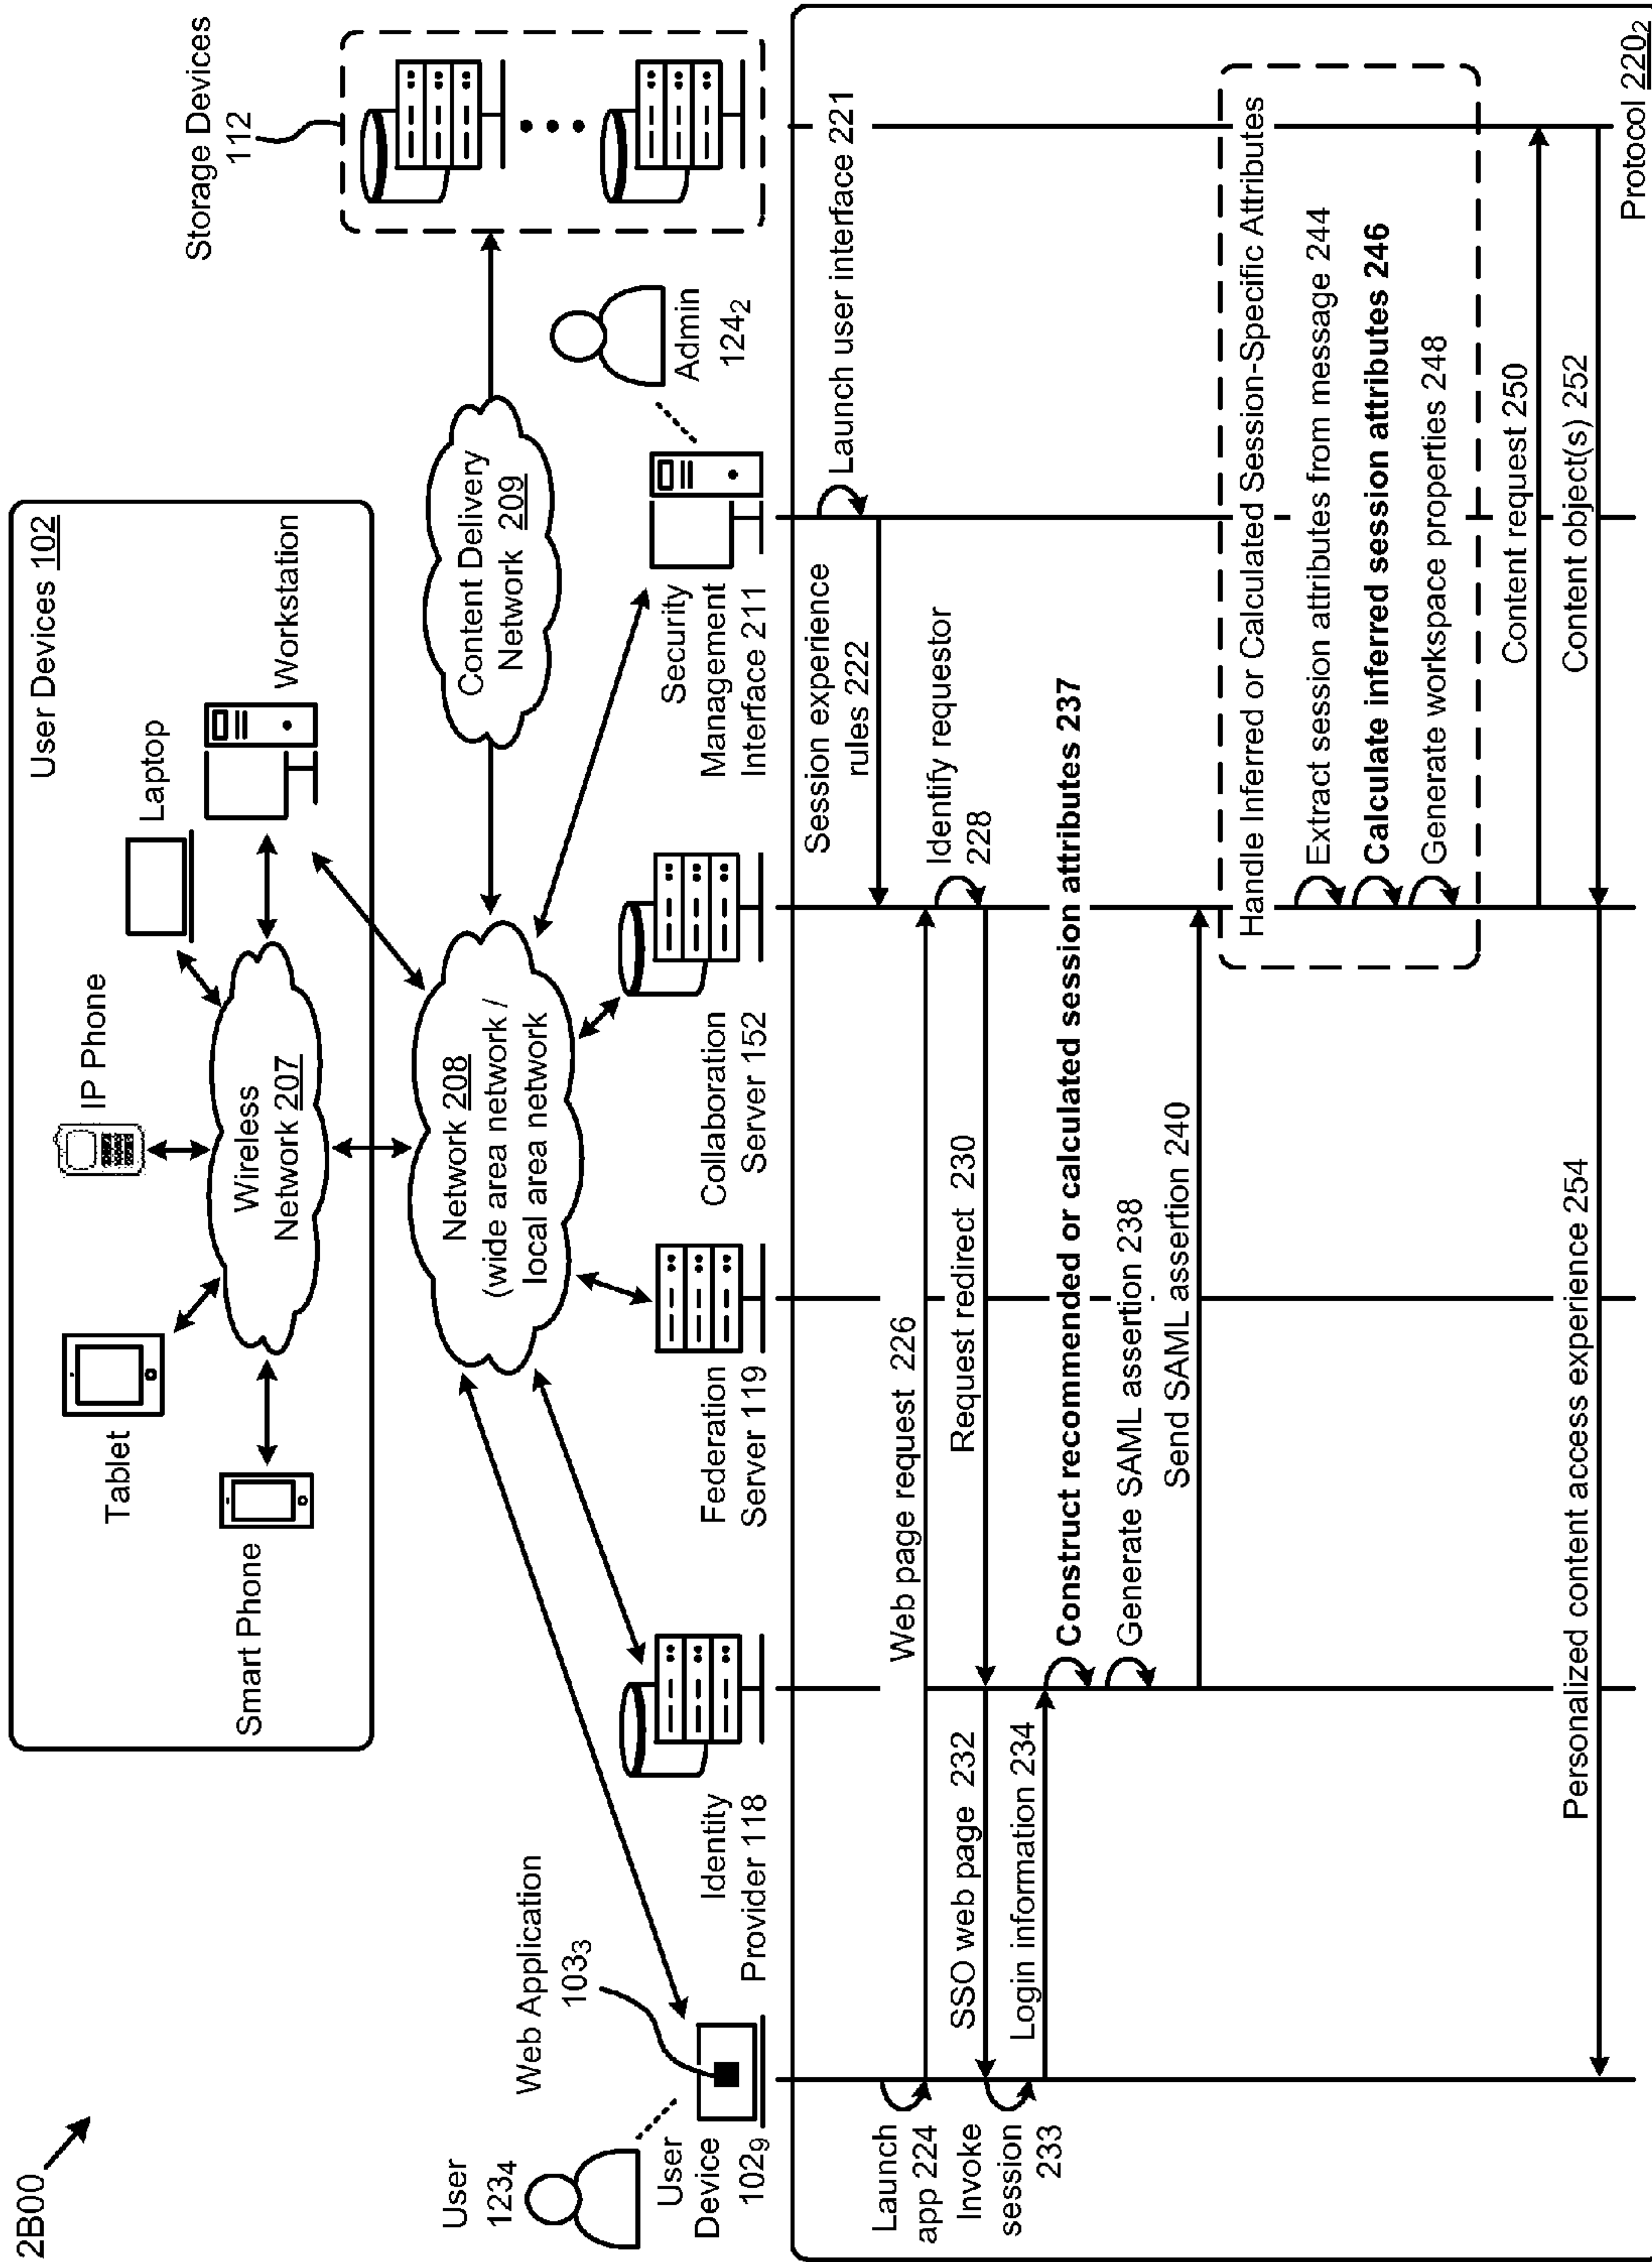 2B00
User Devices 102
Tablet
IP Phone
Laptop
Smart Phone
Wireless
Network 207
Workstation
Storage Devices
112
Network 208
(wide area network /
local area network
Content Delivery
Network 209
User
123₄
Web Application
103₃
User
Device
102₉
Identity
Provider 118
Federation
Server 119
Collaboration
Server 152
Security
Management
Interface 211
Admin
124₂
Launch user interface 221
Session experience
rules 222
Launch
app 224
Web page request 226
Identify requestor
228
Request redirect 230
SSO web page 232
Invoke
session
233
Login information 234
Construct recommended or calculated session attributes 237
Generate SAML assertion 238
Send SAML assertion 240
Handle Inferred or Calculated Session-Specific Attributes
Extract session attributes from message 244
Calculate inferred session attributes 246
Generate workspace properties 248
Content request 250
Content object(s) 252
Personalized content access experience 254
Protocol 220₂